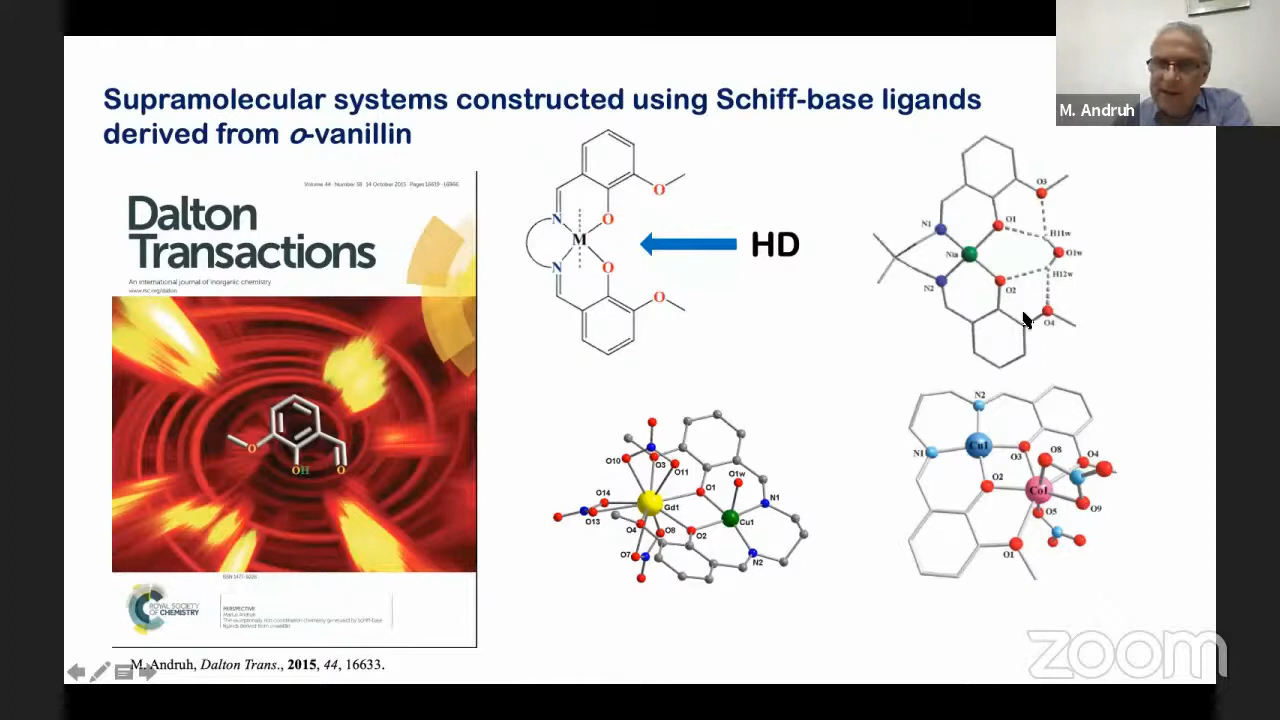 M. Andruh
Supramolecular systems constructed using Schiff-base ligands
derived from o-vanillin
Volume 44 Number 38 14 October 2015 Pages 16619–16966
Dalton
Transactions
An international journal of inorganic chemistry
www.rsc.org/dalton
O
OH
O
ROYAL SOCIETY
OF CHEMISTRY
PERSPECTIVE
Marius Andruh
The exceptionally rich coordination chemistry generated by Schiff-base
ligands derived from o-vanillin
M. Andruh, Dalton Trans., 2015, 44, 16633.
O
N
O
M
N
O
O
HD
O3
N1
O1
H11w
Nia
O1w
H12w
N2
O2
O4
O10
O3
O11
O1w
O14
O1
N1
Gd1
O13
Cu1
O4
O8
O2
O7
N2
N2
Cu1
N1
O3
O8
O4
O2
Co1
O9
O5
O1
zoom